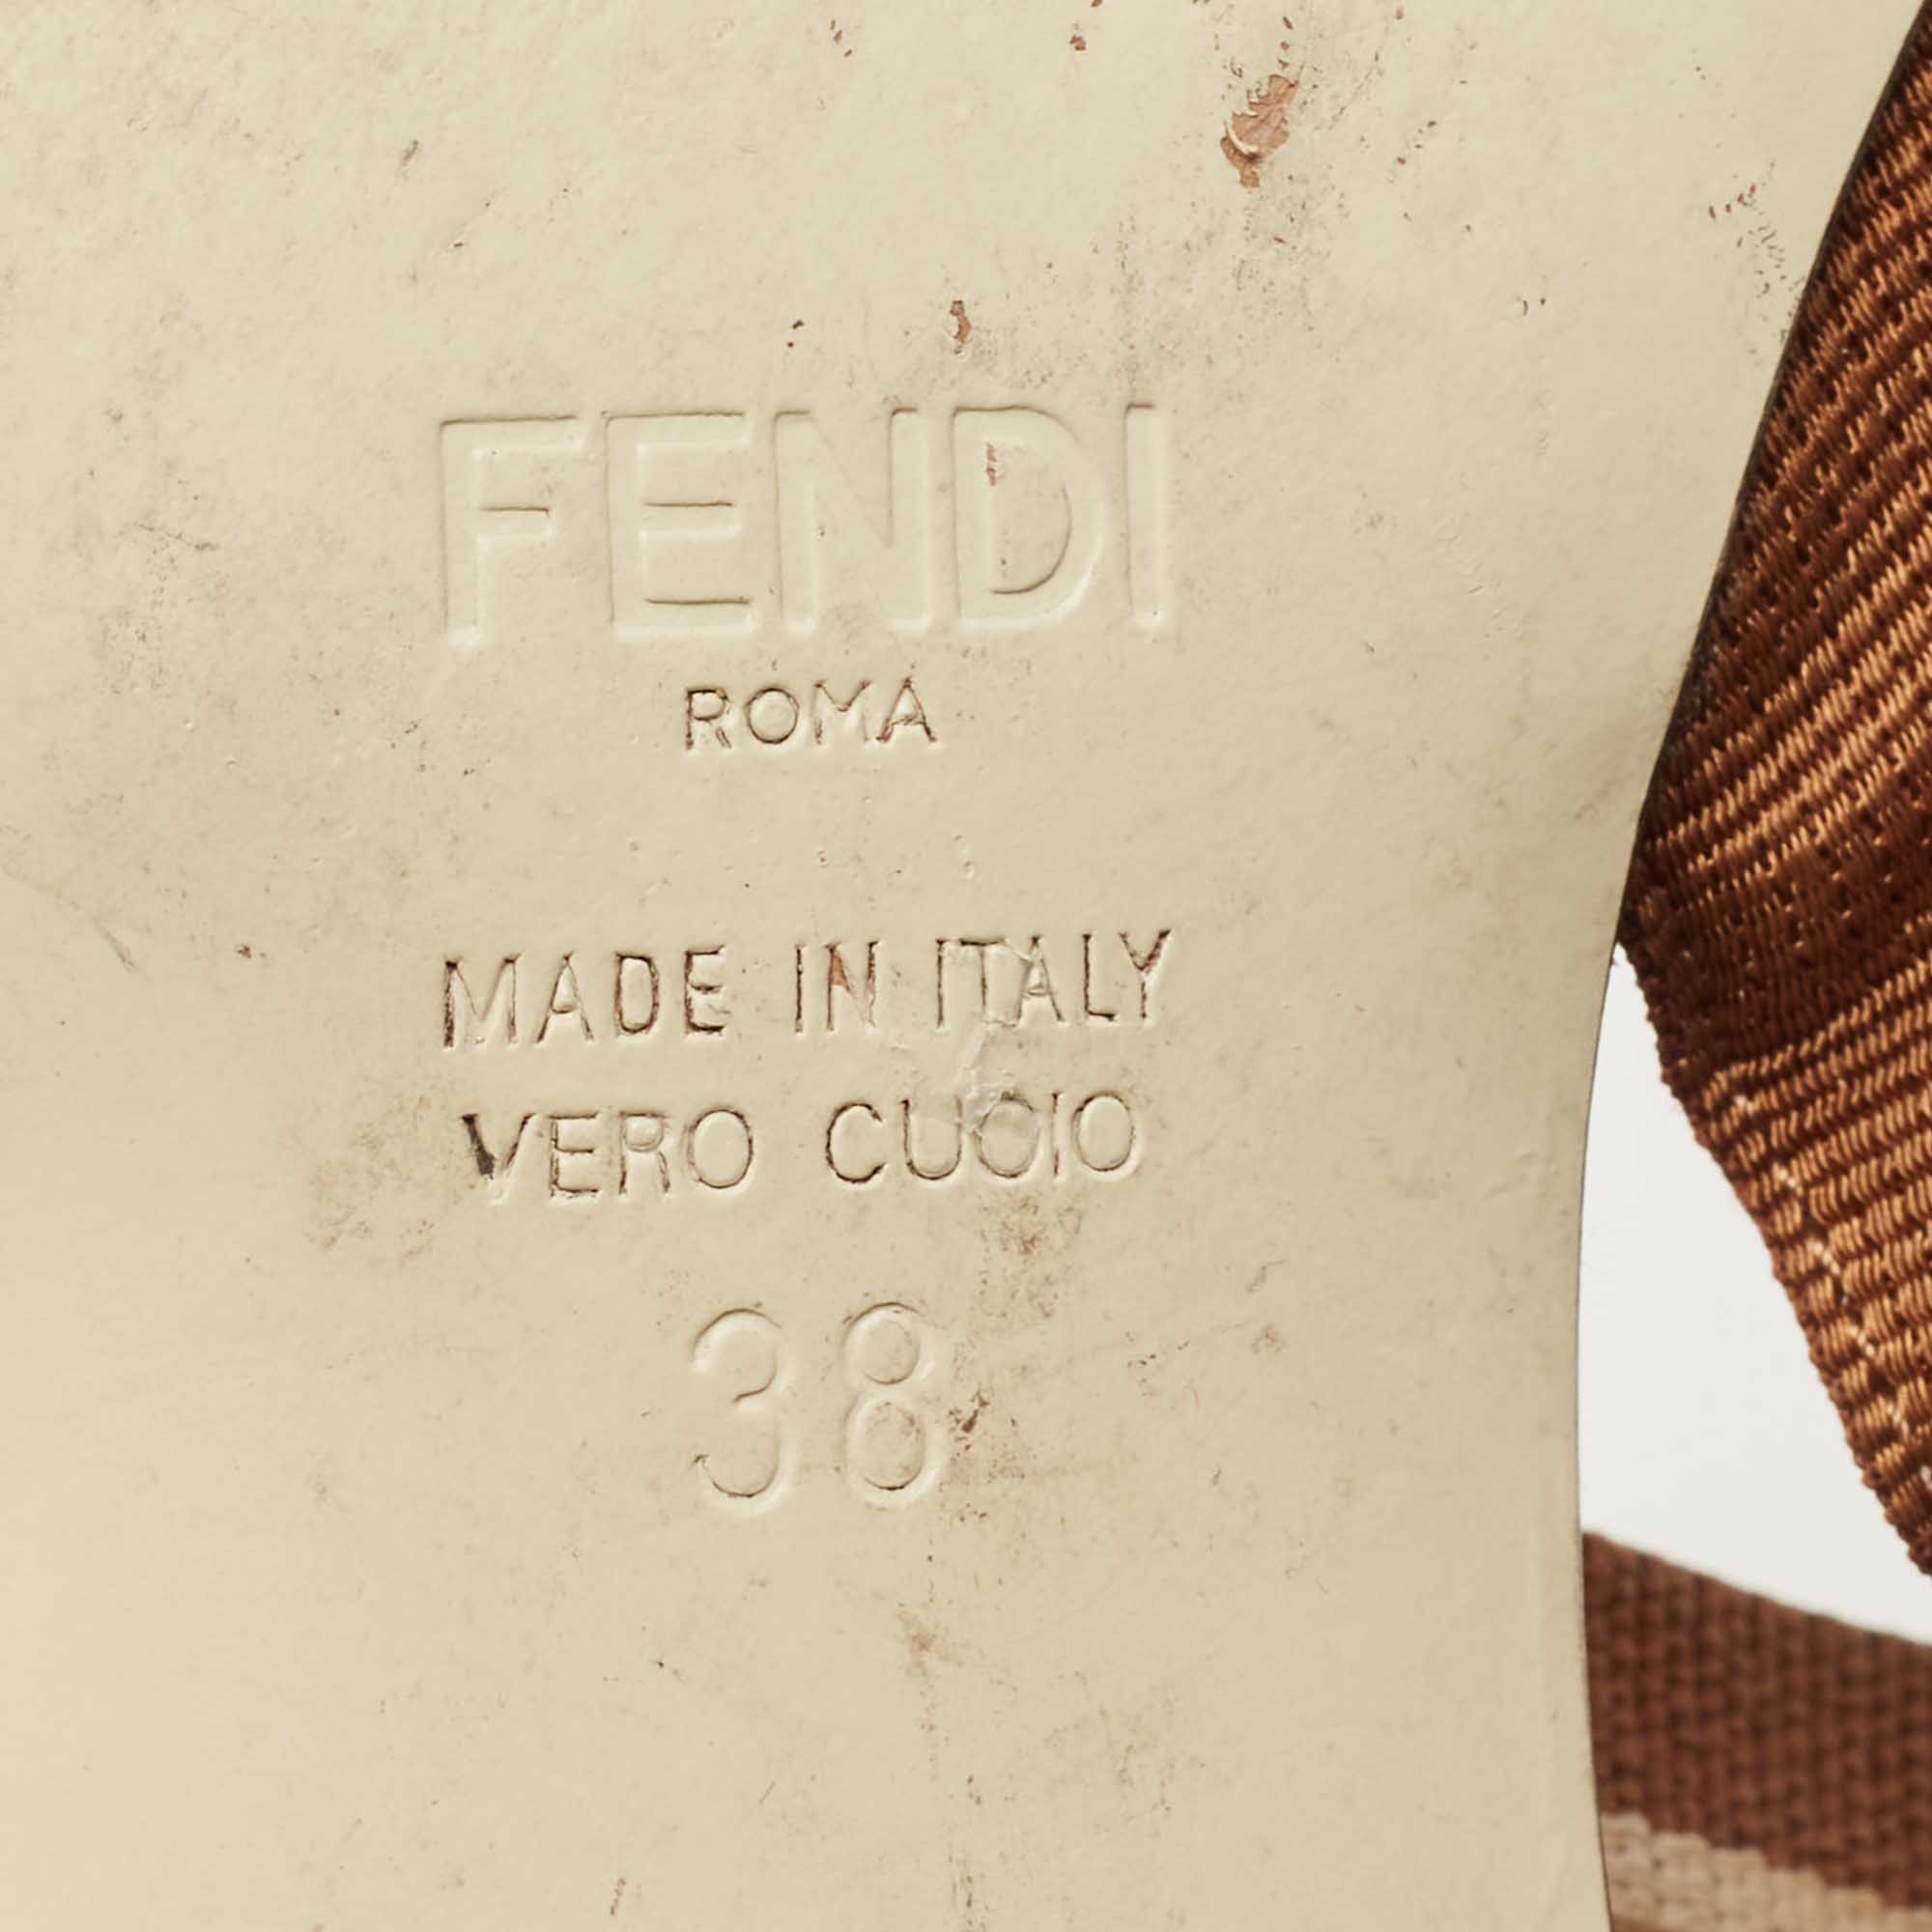 FENDI
ROMA
MADE IN ITALY
VERO CUOIO
38